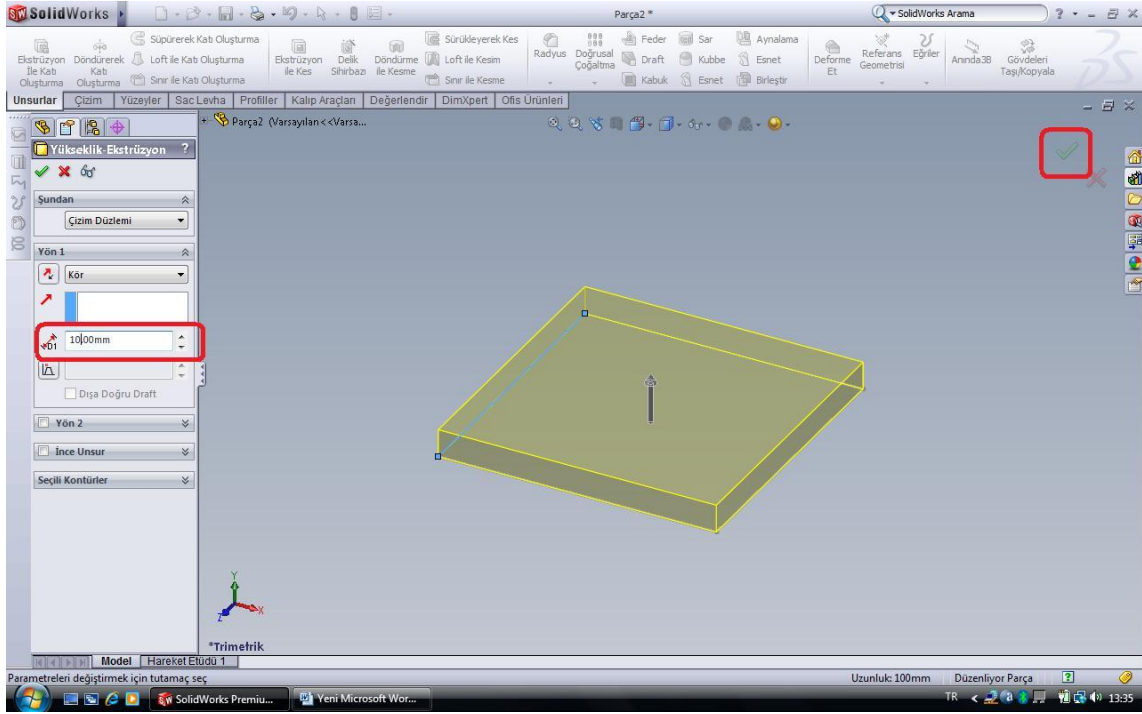 SolidWorks
Parça2 *
SolidWorks Arama
Ekstrüzyon İle Katı Oluşturma
Döndürerek Katı Oluşturma
Süpürerek Katı Oluşturma
Loft ile Katı Oluşturma
Sınır ile Katı Oluşturma
Ekstrüzyon ile Kes
Delik Sihirbazı
Döndürme ile Kesme
Sürükleyerek Kes
Loft ile Kesim
Sınır ile Kesme
Radyus
Doğrusal Çoğaltma
Feder
Draft
Kabuk
Sar
Kubbe
Esnet
Aynalama
Esnet
Birleştir
Deforme Et
Referans Geometrisi
Eğriler
Anında3B
Gövdeleri Taşı/Kopyala
Unsurlar
Çizim
Yüzeyler
Sac Levha
Profiller
Kalıp Araçları
Değerlendir
DimXpert
Ofis Ürünleri
Parça2 (Varsayılan<<Varsa...
Yükseklik-Ekstrüzyon ?
Şundan
Çizim Düzlemi
Yön 1
Kör
D1
10,00mm
Dışa Doğru Draft
Yön 2
İnce Unsur
Seçili Kontürler
Y
X
Z
*Trimetrik
Model
Hareket Etüdü 1
Parametreleri değiştirmek için tutamaç seç
Uzunluk: 100mm
Düzenliyor Parça
SolidWorks Premiu...
Yeni Microsoft Wor...
TR
13:35